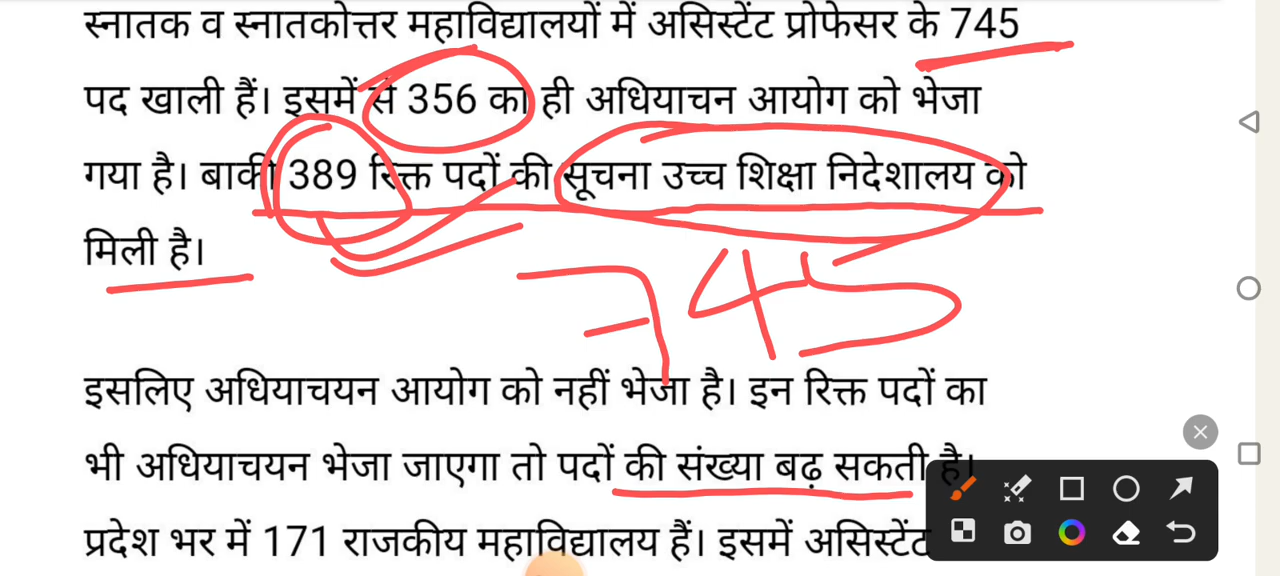 स्नातक व स्नातकोत्तर महाविद्यालयों में असिस्टेंट प्रोफेसर के 745
पद खाली हैं। इसमें से 356 का ही अधियाचन आयोग को भेजा
गया है। बाकी 389 रिक्त पदों की सूचना उच्च शिक्षा निदेशालय को
मिली है।
745
इसलिए अधियाचयन आयोग को नहीं भेजा है। इन रिक्त पदों का
भी अधियाचयन भेजा जाएगा तो पदों की संख्या बढ़ सकती है।
प्रदेश भर में 171 राजकीय महाविद्यालय हैं। इसमें असिस्टेंट